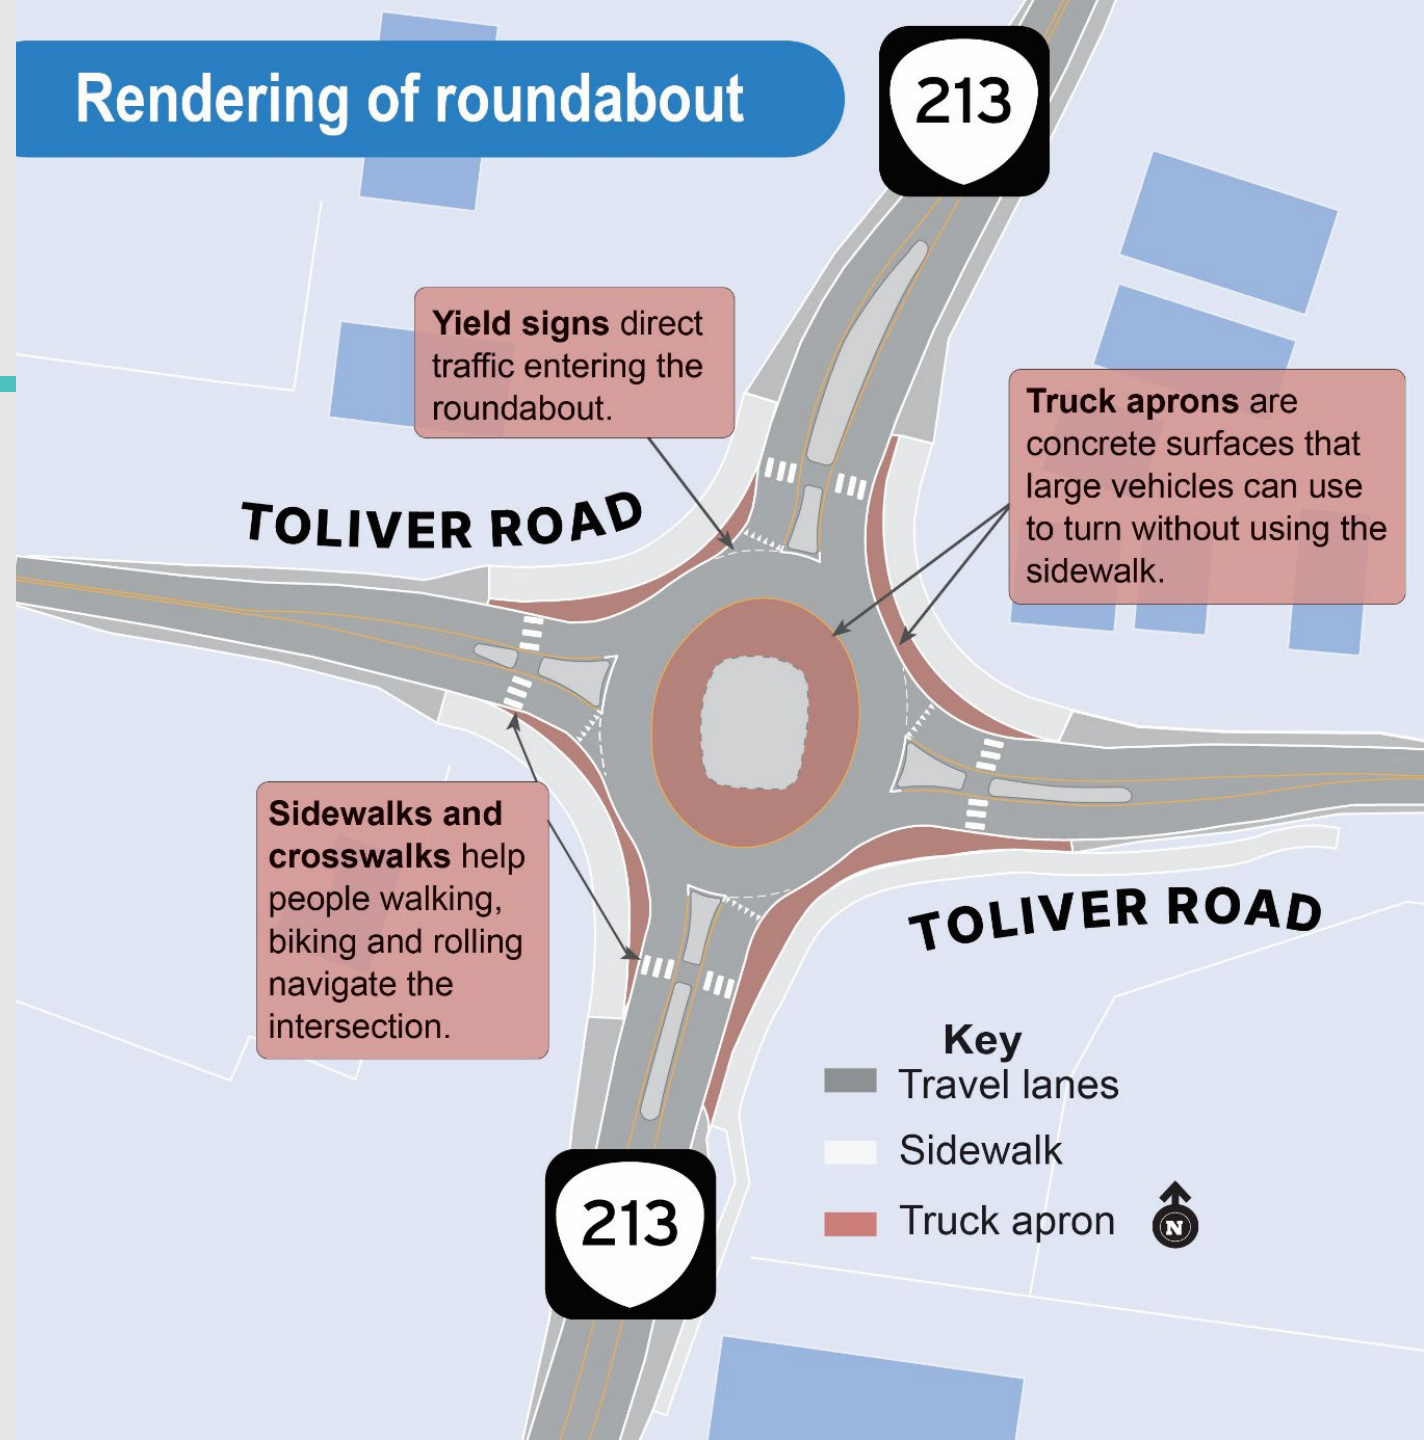 Rendering of roundabout
213
Yield signs direct
traffic entering the
roundabout.
Truck aprons are
concrete surfaces that
large vehicles can use
to turn without using the
sidewalk.
TOLIVER ROAD
Sidewalks and
crosswalks help
people walking,
biking and rolling
navigate the
intersection.
TOLIVER ROAD
Key
Travel lanes
Sidewalk
Truck apron
N
213